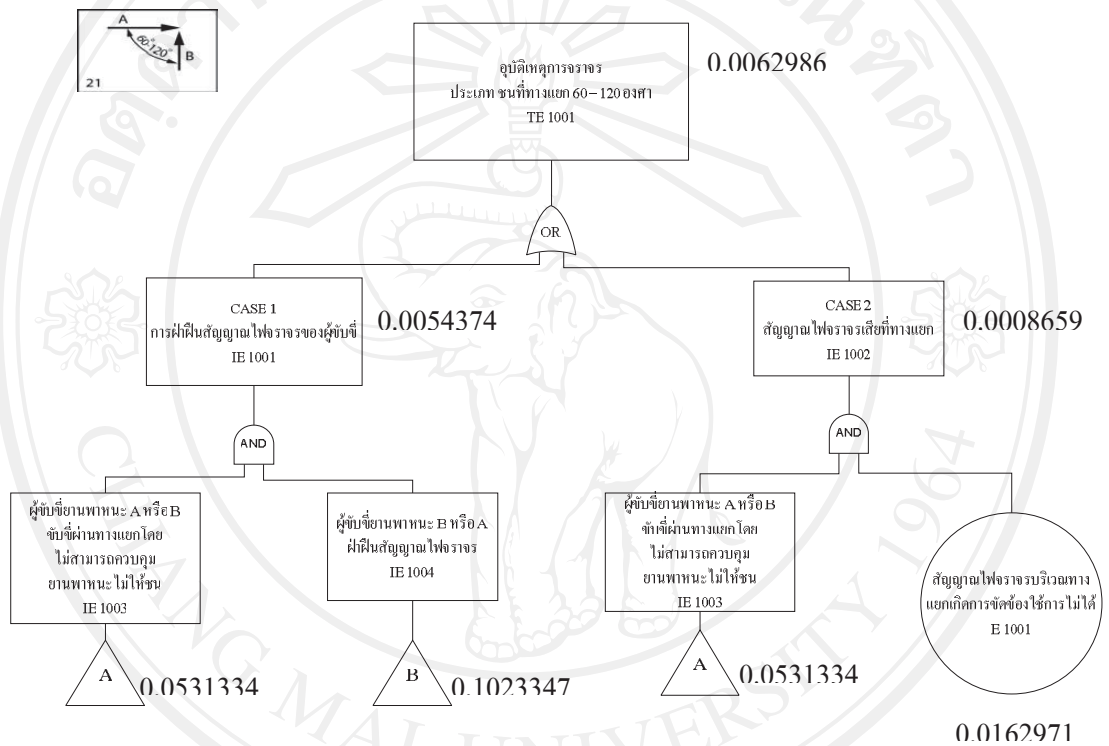 A
60-120°
B
21
อุบัติเหตุการจราจร
ประเภท ชนที่ทางแยก 60–120 องศา
TE 1001
0.0062986
OR
CASE 1
การฝ่าฝืนสัญญาณไฟจราจรของผู้ขับขี่
IE 1001
0.0054374
CASE 2
สัญญาณไฟจราจรเสียที่ทางแยก
IE 1002
0.0008659
AND
AND
ผู้ขับขี่ยานพาหนะ A หรือ B
ขับขี่ผ่านทางแยกโดย
ไม่สามารถควบคุม
ยานพาหนะไม่ให้ชน
IE 1003
A
0.0531334
ผู้ขับขี่ยานพาหนะ B หรือ A
ฝ่าฝืนสัญญาณไฟจราจร
IE 1004
B
0.1023347
ผู้ขับขี่ยานพาหนะ A หรือ B
ขับขี่ผ่านทางแยกโดย
ไม่สามารถควบคุม
ยานพาหนะไม่ให้ชน
IE 1003
A
0.0531334
สัญญาณไฟจราจรบริเวณทาง
แยกเกิดการขัดข้องใช้การไม่ได้
E 1001
0.0162971
CHIANG MAI UNIVERSITY 1964